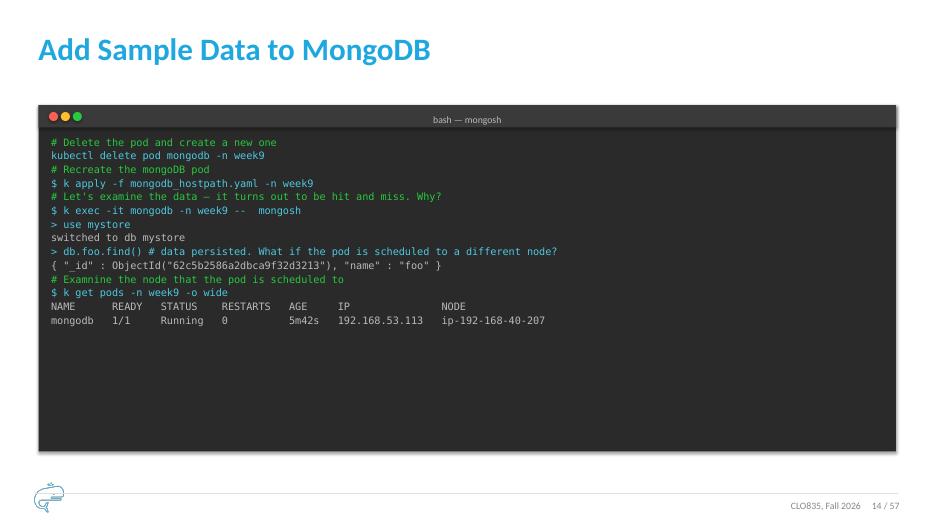 Add Sample Data to MongoDB
bash — mongosh
# Delete the pod and create a new one
kubectl delete pod mongodb -n week9
# Recreate the mongoDB pod
$ k apply -f mongodb_hostpath.yaml -n week9
# Let's examine the data – it turns out to be hit and miss. Why?
$ k exec -it mongodb -n week9 --  mongosh
> use mystore
switched to db mystore
> db.foo.find() # data persisted. What if the pod is scheduled to a different node?
{ "_id" : ObjectId("62c5b2586a2dbca9f32d3213"), "name" : "foo" }
# Examnine the node that the pod is scheduled to
$ k get pods -n week9 -o wide
NAME      READY   STATUS    RESTARTS   AGE     IP               NODE
mongodb   1/1     Running   0          5m42s   192.168.53.113   ip-192-168-40-207
CLO835, Fall 2026    14 / 57